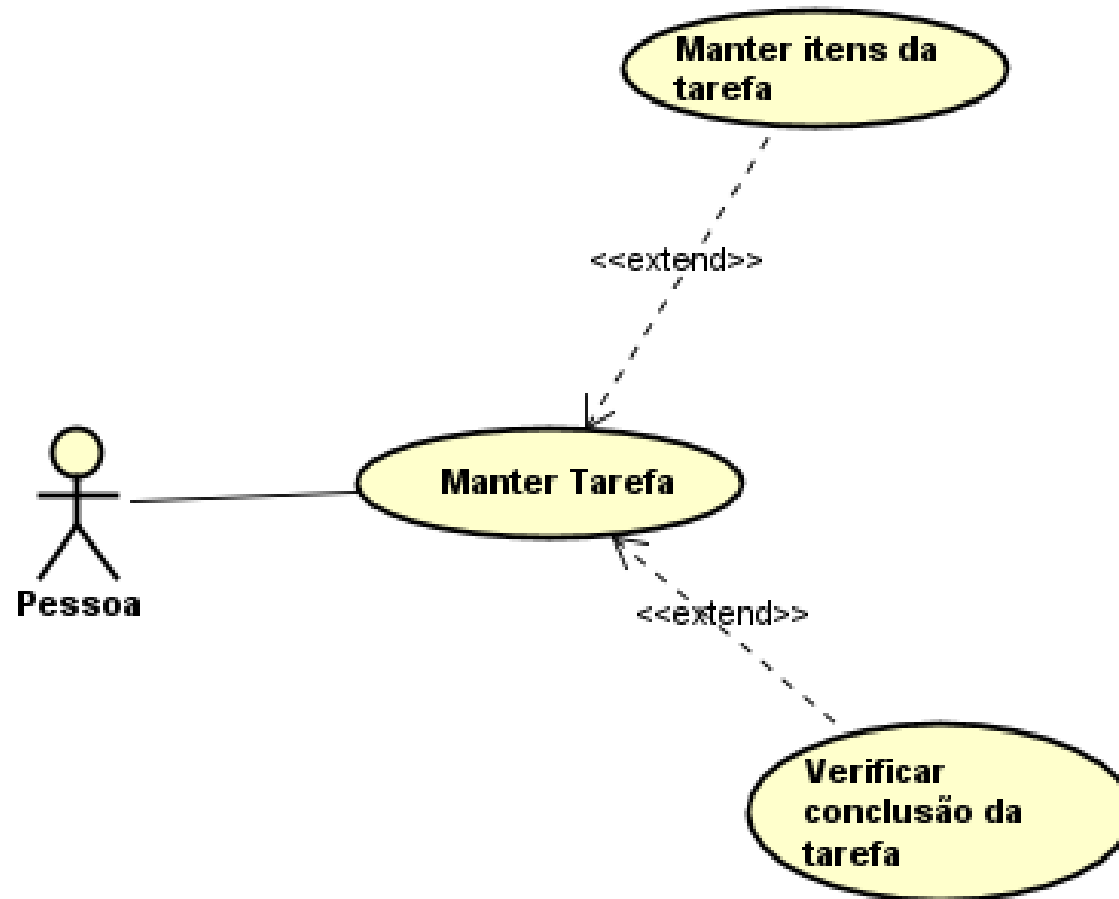 Manter itens da
tarefa
<<extend>>
Manter Tarefa
Pessoa
<<extend>>
Verificar
conclusão da
tarefa